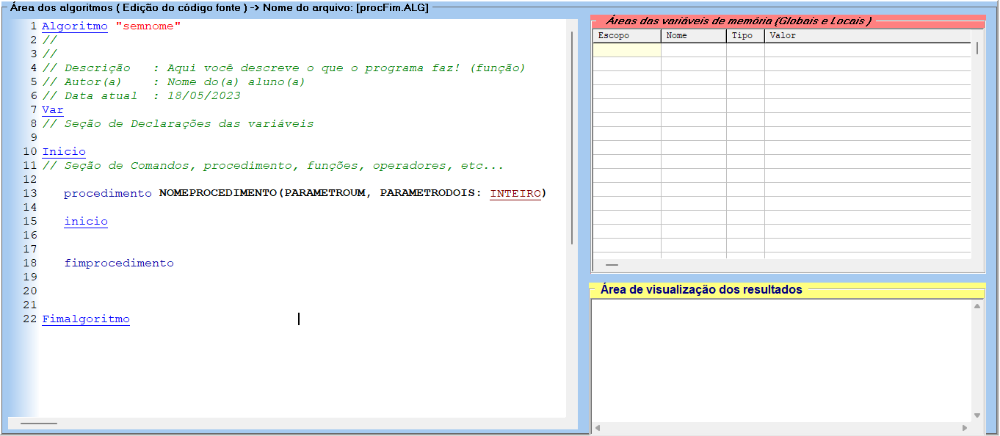 Área dos algoritmos ( Edição do código fonte ) -> Nome do arquivo: [procFim.ALG]
1 Algoritmo "semnome"
2 //
3 //
4 // Descrição   : Aqui você descreve o que o programa faz! (função)
5 // Autor(a)    : Nome do(a) aluno(a)
6 // Data atual  : 18/05/2023
7 Var
8 // Seção de Declarações das variáveis
9
10 Inicio
11 // Seção de Comandos, procedimento, funções, operadores, etc...
12
13    procedimento NOMEPROCEDIMENTO(PARAMETROUM, PARAMETRODOIS: INTEIRO)
14
15    inicio
16
17
18    fimprocedimento
19
20
21
22 Fimalgoritmo
Áreas das variáveis de memória (Globais e Locais )
Escopo Nome Tipo Valor
Área de visualização dos resultados